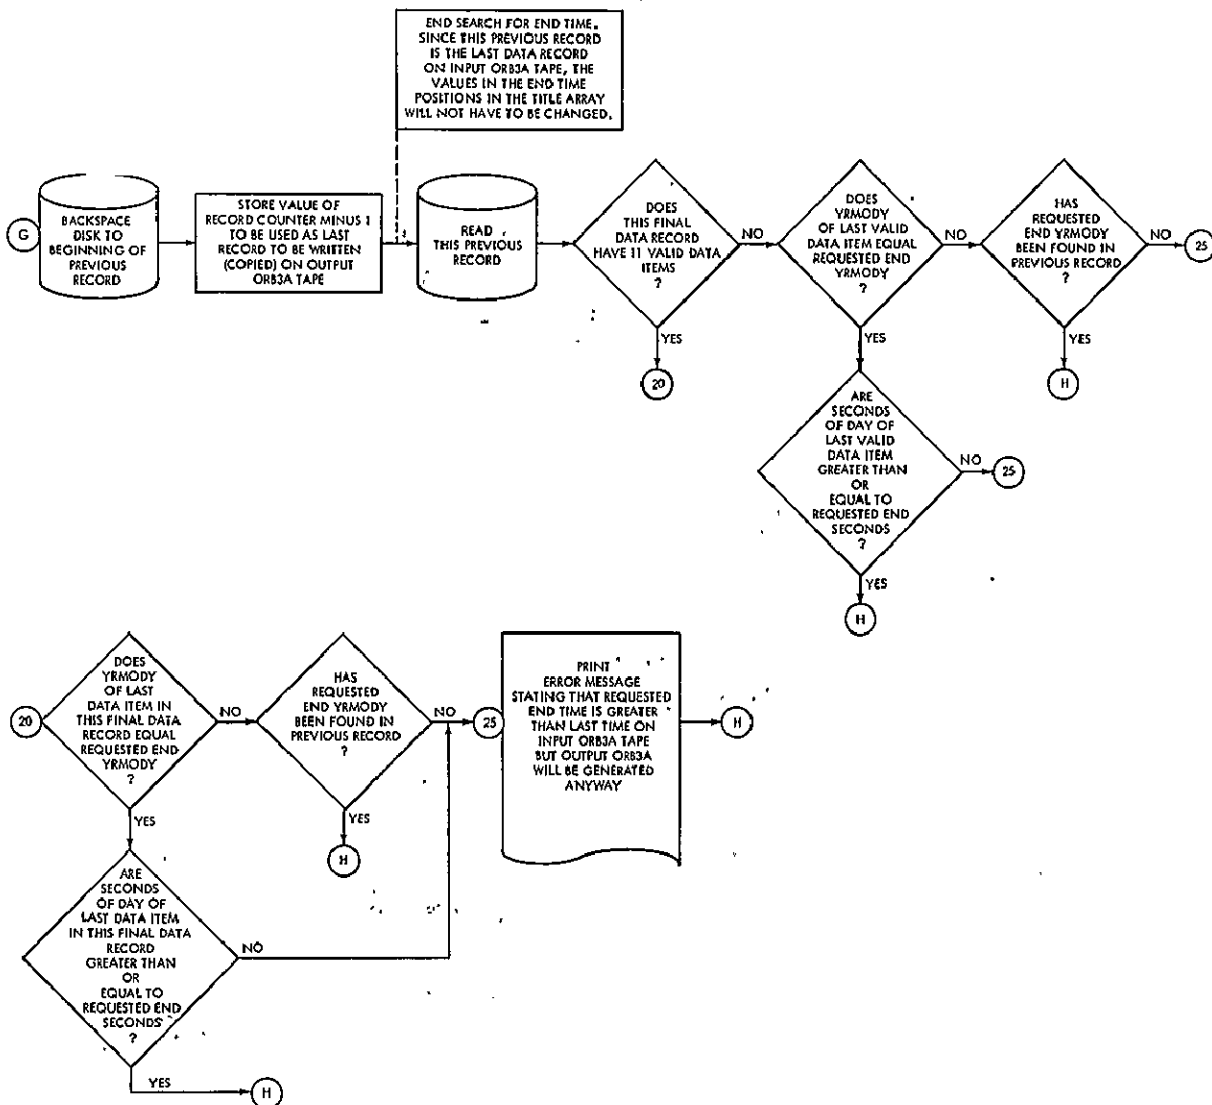 END SEARCH FOR END TIME.
SINCE THIS PREVIOUS RECORD
IS THE LAST DATA RECORD
ON INPUT ORB3A TAPE, THE
VALUES IN THE END TIME
POSITIONS IN THE TITLE ARRAY
WILL NOT HAVE TO BE CHANGED.
G
BACKSPACE
DISK TO
BEGINNING OF
PREVIOUS
RECORD
STORE VALUE OF
RECORD COUNTER MINUS 1
TO BE USED AS LAST
RECORD TO BE WRITTEN
(COPIED) ON OUTPUT
ORB3A TAPE
READ
THIS PREVIOUS
RECORD
DOES
THIS FINAL
DATA RECORD
HAVE 11 VALID DATA
ITEMS
?
NO
YES
20
DOES
YRMODY
OF LAST VALID
DATA ITEM EQUAL
REQUESTED END
YRMODY
?
NO
YES
HAS
REQUESTED
END YRMODY
BEEN FOUND IN
PREVIOUS RECORD
?
NO
25
YES
H
ARE
SECONDS
OF DAY OF
LAST VALID
DATA ITEM
GREATER THAN
OR
EQUAL TO
REQUESTED END
SECONDS
?
NO
25
YES
H
20
DOES
YRMODY
OF LAST
DATA ITEM IN
THIS FINAL DATA
RECORD EQUAL
REQUESTED END
YRMODY
?
NO
YES
HAS
REQUESTED
END YRMODY
BEEN FOUND IN
PREVIOUS RECORD
?
NO
YES
H
25
PRINT
ERROR MESSAGE
STATING THAT REQUESTED
END TIME IS GREATER
THAN LAST TIME ON
INPUT ORB3A TAPE
BUT OUTPUT ORB3A
WILL BE GENERATED
ANYWAY
H
ARE
SECONDS
OF DAY OF
LAST DATA ITEM
IN THIS FINAL DATA
RECORD
GREATER THAN
OR
EQUAL TO
REQUESTED END
SECONDS
?
NO
YES
H